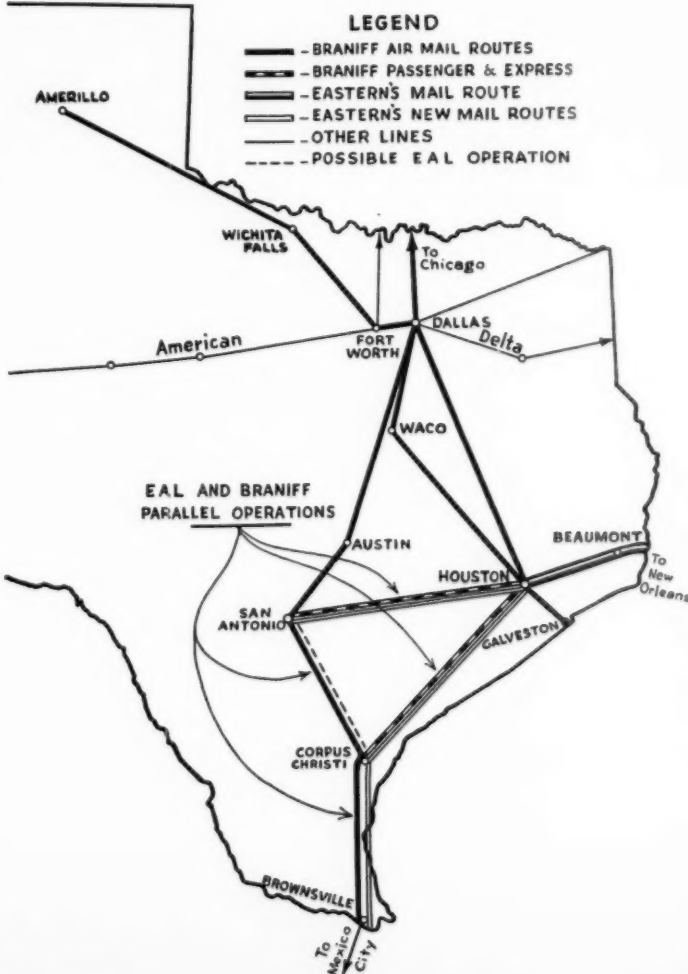 LEGEND
- BRANIFF AIR MAIL ROUTES
- BRANIFF PASSENGER & EXPRESS
- EASTERN'S MAIL ROUTE
- EASTERN'S NEW MAIL ROUTES
- OTHER LINES
- POSSIBLE EAL OPERATION
AMERILLO
WICHITA
FALLS
To
Chicago
American
FORT
WORTH
DALLAS
Delta
WACO
EAL AND BRANIFF
PARALLEL OPERATIONS
AUSTIN
BEAUMONT
HOUSTON
To
New
Orleans
SAN
ANTONIO
GALVESTON
CORPUS
CHRISTI
BROWNSVILLE
To
Mexico
City